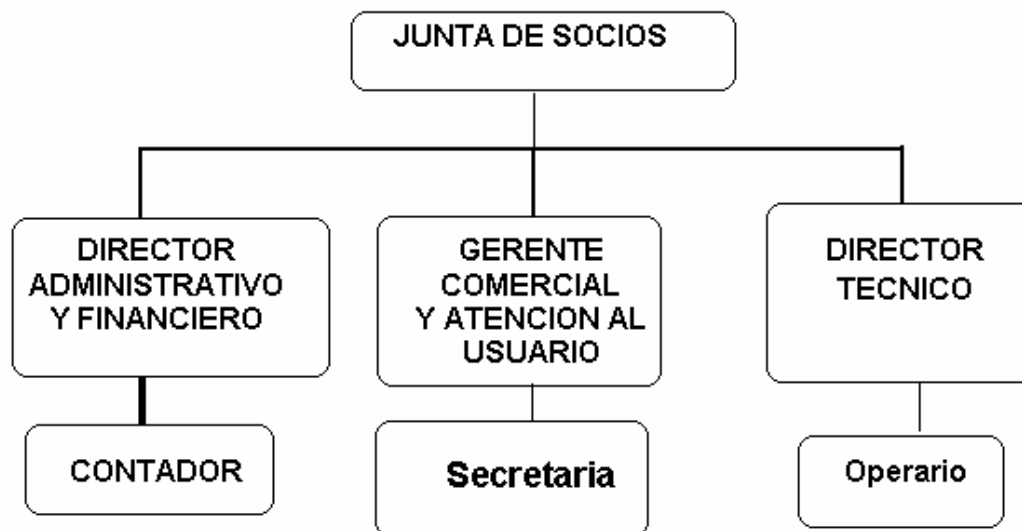 JUNTA DE SOCIOS
DIRECTOR
ADMINISTRATIVO
Y FINANCIERO
GERENTE
COMERCIAL
Y ATENCION AL
USUARIO
DIRECTOR
TECNICO
CONTADOR
Secretaria
Operario